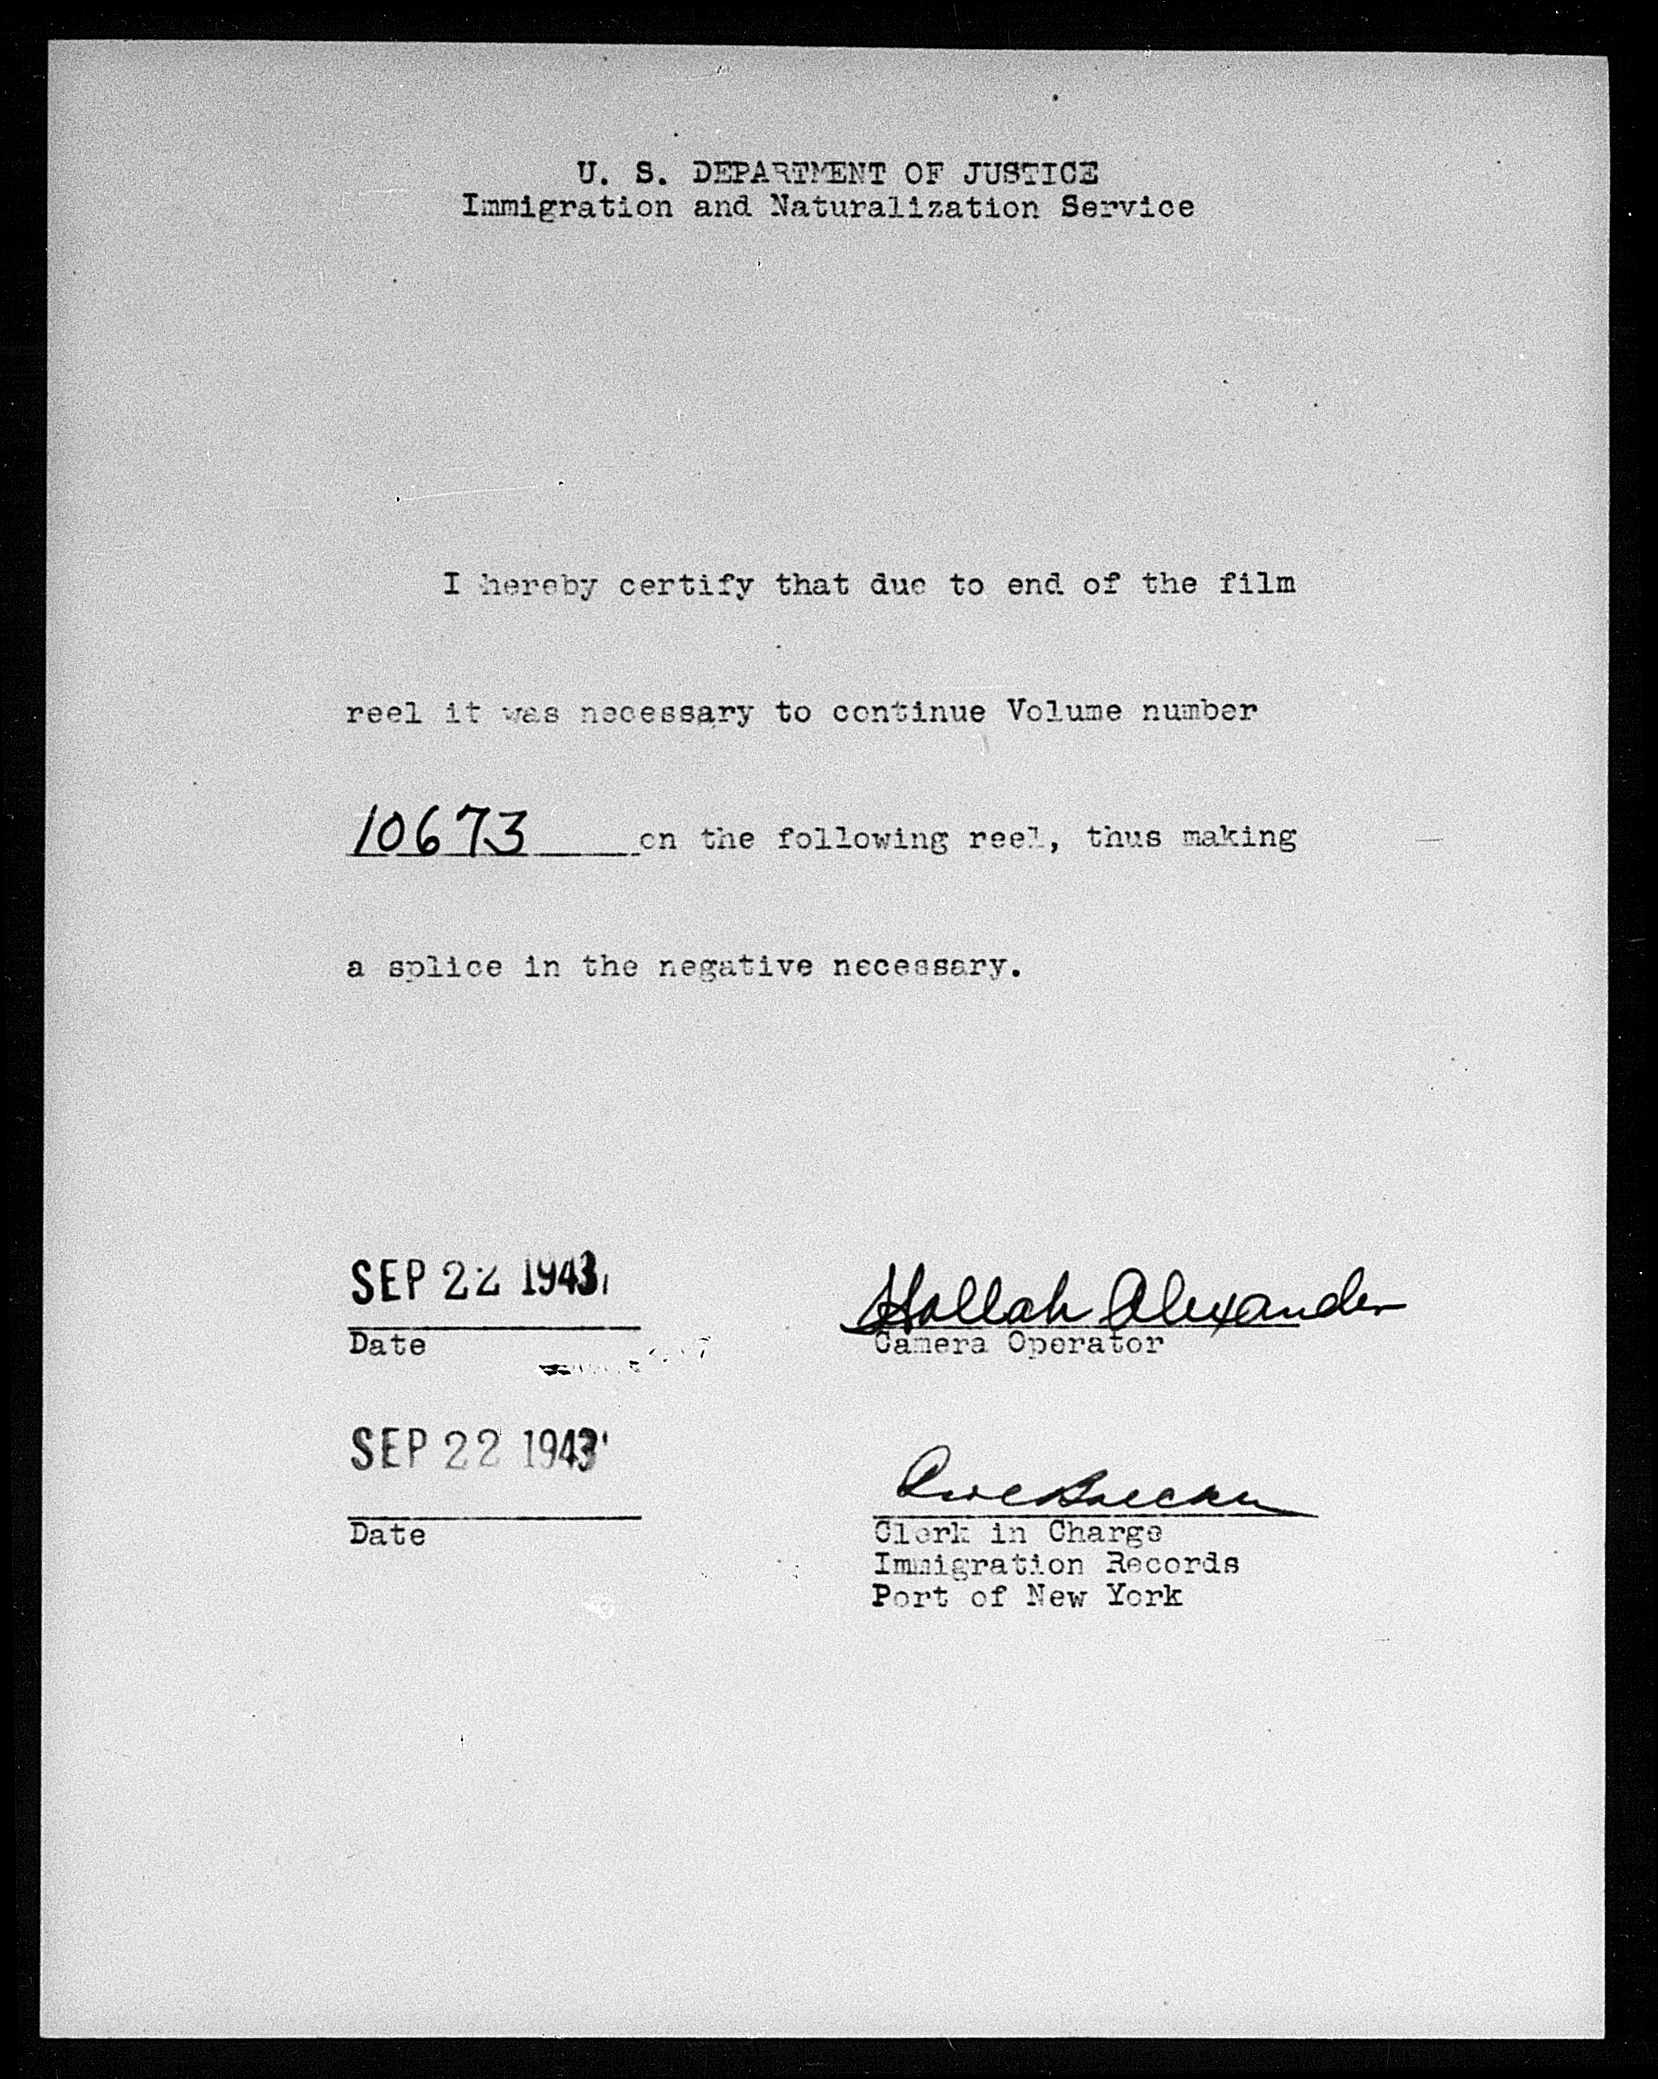 U. S. DEPARTMENT OF JUSTICE
Immigration and Naturalization Service
I hereby certify that due to end of the film
reel it was necessary to continue Volume number
10673 on the following reel, thus making
a splice in the negative necessary.
SEP 22 1943
Hallah Alexander
Date
Camera Operator
SEP 22 1943
Date
Clerk in Charge
Immigration Records
Port of New York